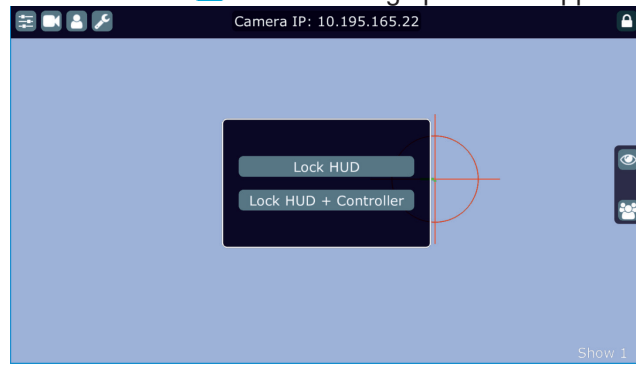 Camera IP: 10.195.165.22
Lock HUD
Lock HUD + Controller
Show 1